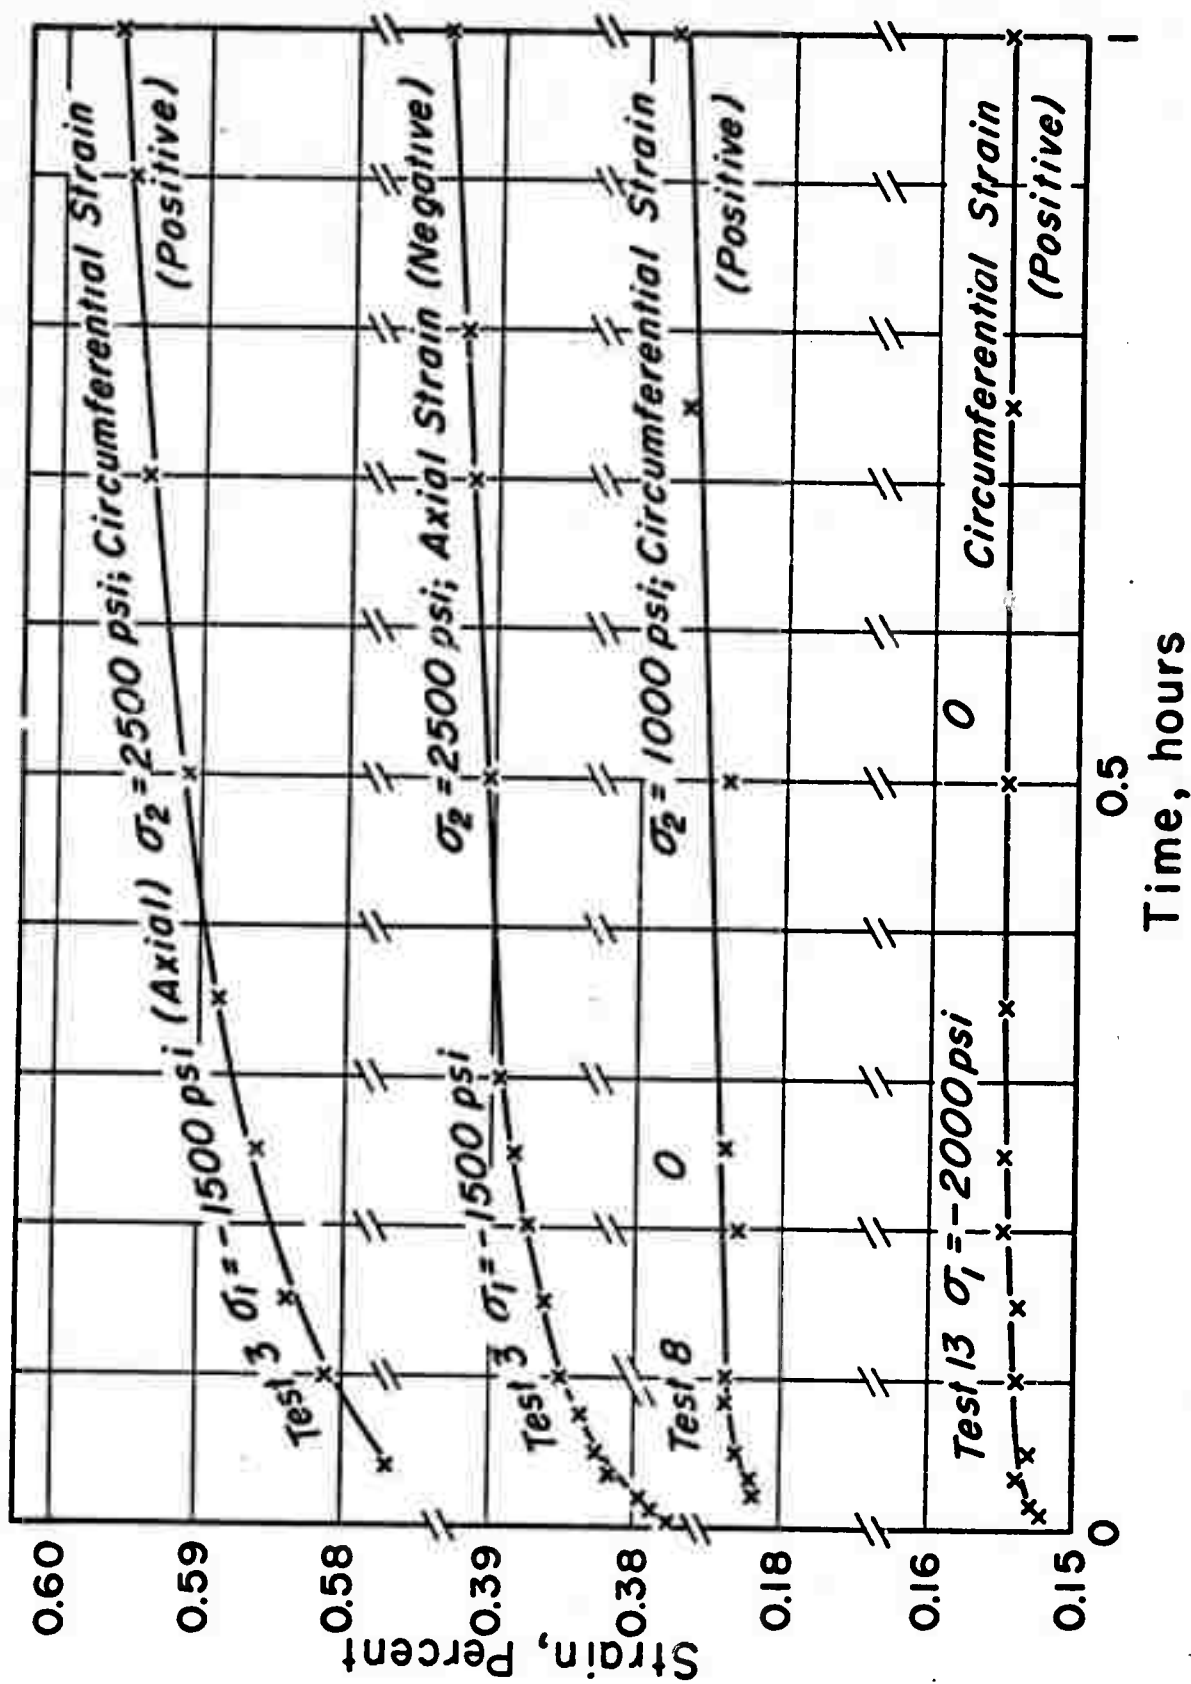 0.60
0.59
0.58
0.39
0.38
0.18
0.16
0.15
Strain, Percent
Test 3 σ1 = -1500 psi (Axial) σ2 = 2500 psi; Circumferential Strain
(Positive)
Test 3 σ1 = -1500 psi σ2 = 2500 psi; Axial Strain (Negative)
Test 8 0 σ2 = 1000 psi; Circumferential Strain
(Positive)
Test 13 σ1 = -2000 psi 0 Circumferential Strain
(Positive)
0 0.5 1
Time, hours